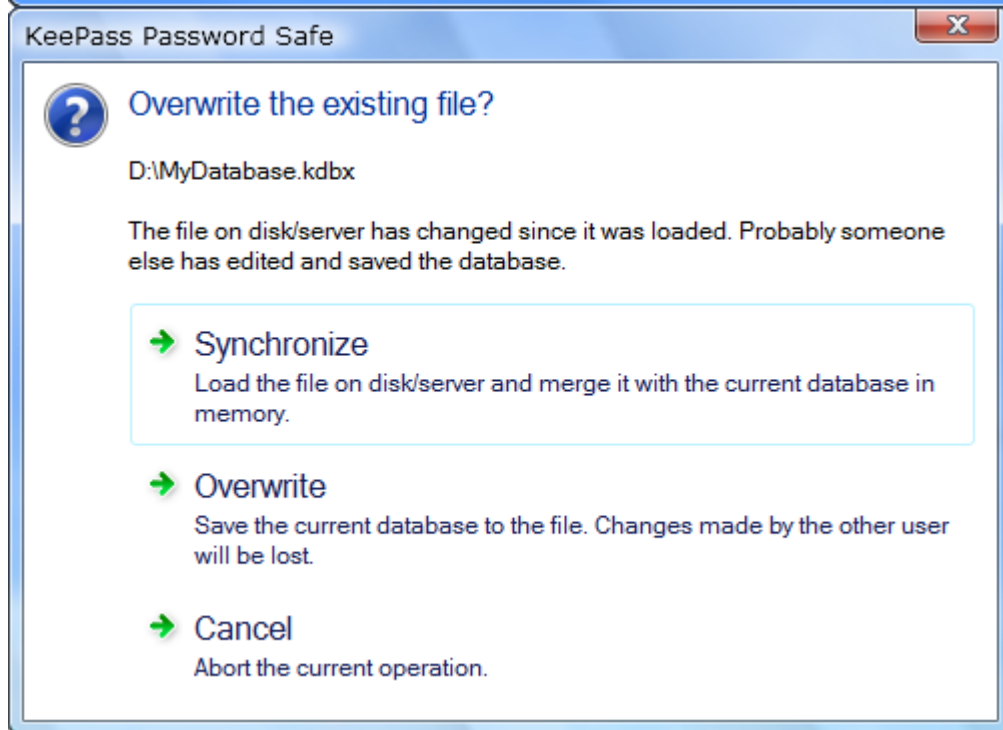 KeePass Password Safe
Overwrite the existing file?
D:\MyDatabase.kdbx
The file on disk/server has changed since it was loaded. Probably someone
else has edited and saved the database.
Synchronize
Load the file on disk/server and merge it with the current database in
memory.
Overwrite
Save the current database to the file. Changes made by the other user
will be lost.
Cancel
Abort the current operation.